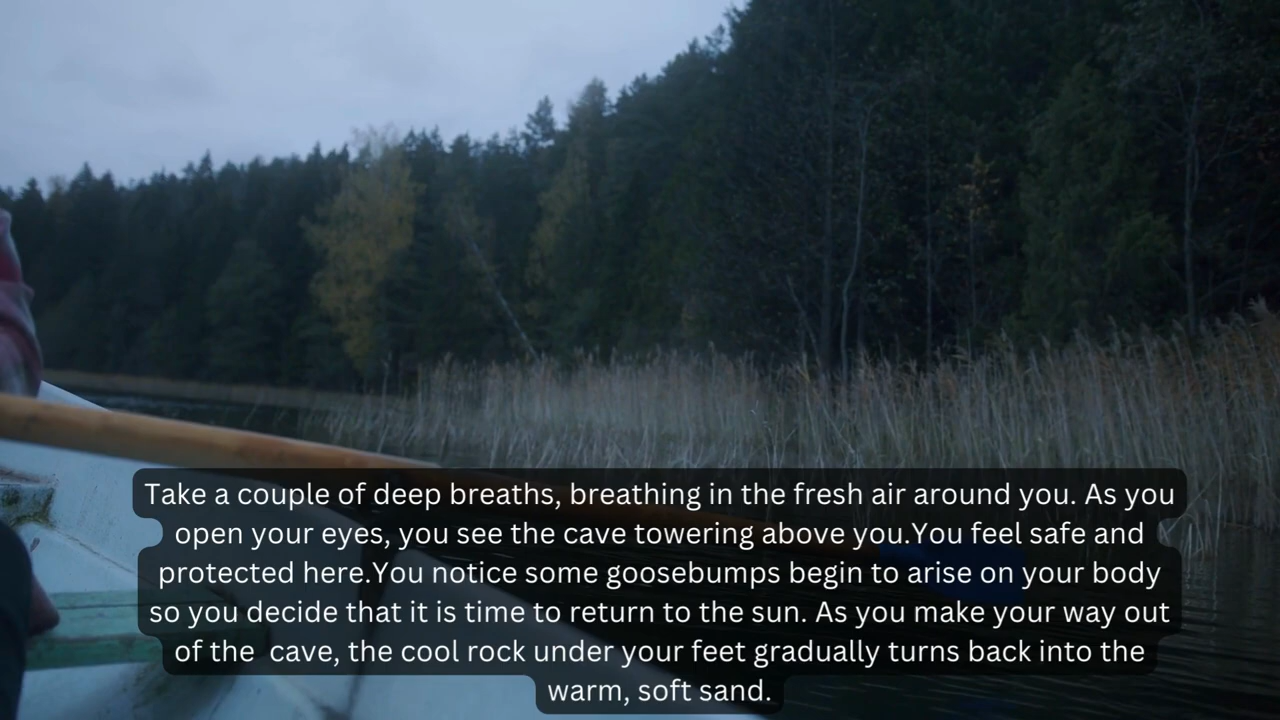 Take a couple of deep breaths, breathing in the fresh air around you. As you
open your eyes, you see the cave towering above you.You feel safe and
protected here.You notice some goosebumps begin to arise on your body
so you decide that it is time to return to the sun. As you make your way out
of the  cave, the cool rock under your feet gradually turns back into the
warm, soft sand.